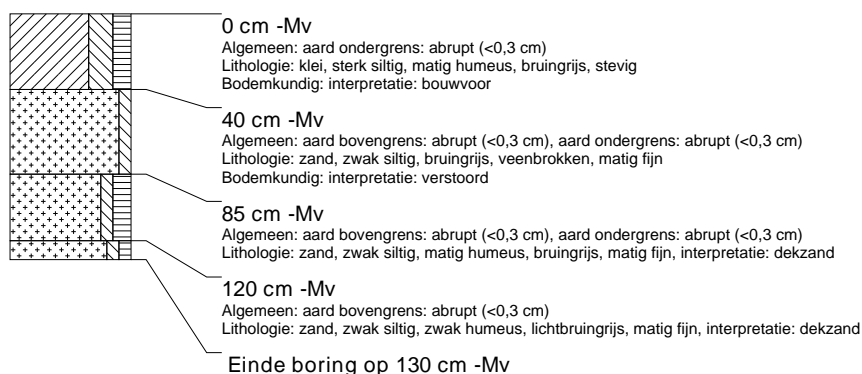 0 cm -Mv
Algemeen: aard ondergrens: abrupt (<0,3 cm)
Lithologie: klei, sterk siltig, matig humeus, bruingrijs, stevig
Bodemkundig: interpretatie: bouwvoor
40 cm -Mv
Algemeen: aard bovengrens: abrupt (<0,3 cm), aard ondergrens: abrupt (<0,3 cm)
Lithologie: zand, zwak siltig, bruingrijs, veenbrokken, matig fijn
Bodemkundig: interpretatie: verstoord
85 cm -Mv
Algemeen: aard bovengrens: abrupt (<0,3 cm), aard ondergrens: abrupt (<0,3 cm)
Lithologie: zand, zwak siltig, matig humeus, bruingrijs, matig fijn, interpretatie: dekzand
120 cm -Mv
Algemeen: aard bovengrens: abrupt (<0,3 cm)
Lithologie: zand, zwak siltig, zwak humeus, lichtbruingrijs, matig fijn, interpretatie: dekzand
Einde boring op 130 cm -Mv